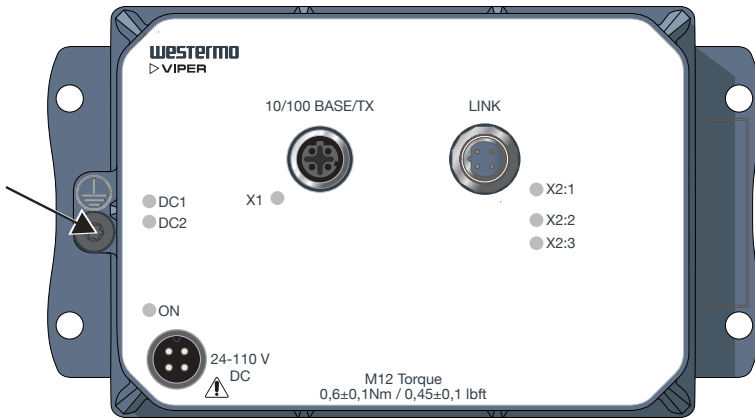 westermo
VIPER
10/100 BASE/TX
LINK
X1
X2:1
DC1
DC2
X2:2
X2:3
ON
24-110 V
DC
M12 Torque
0,6±0,1Nm / 0,45±0,1 lbft